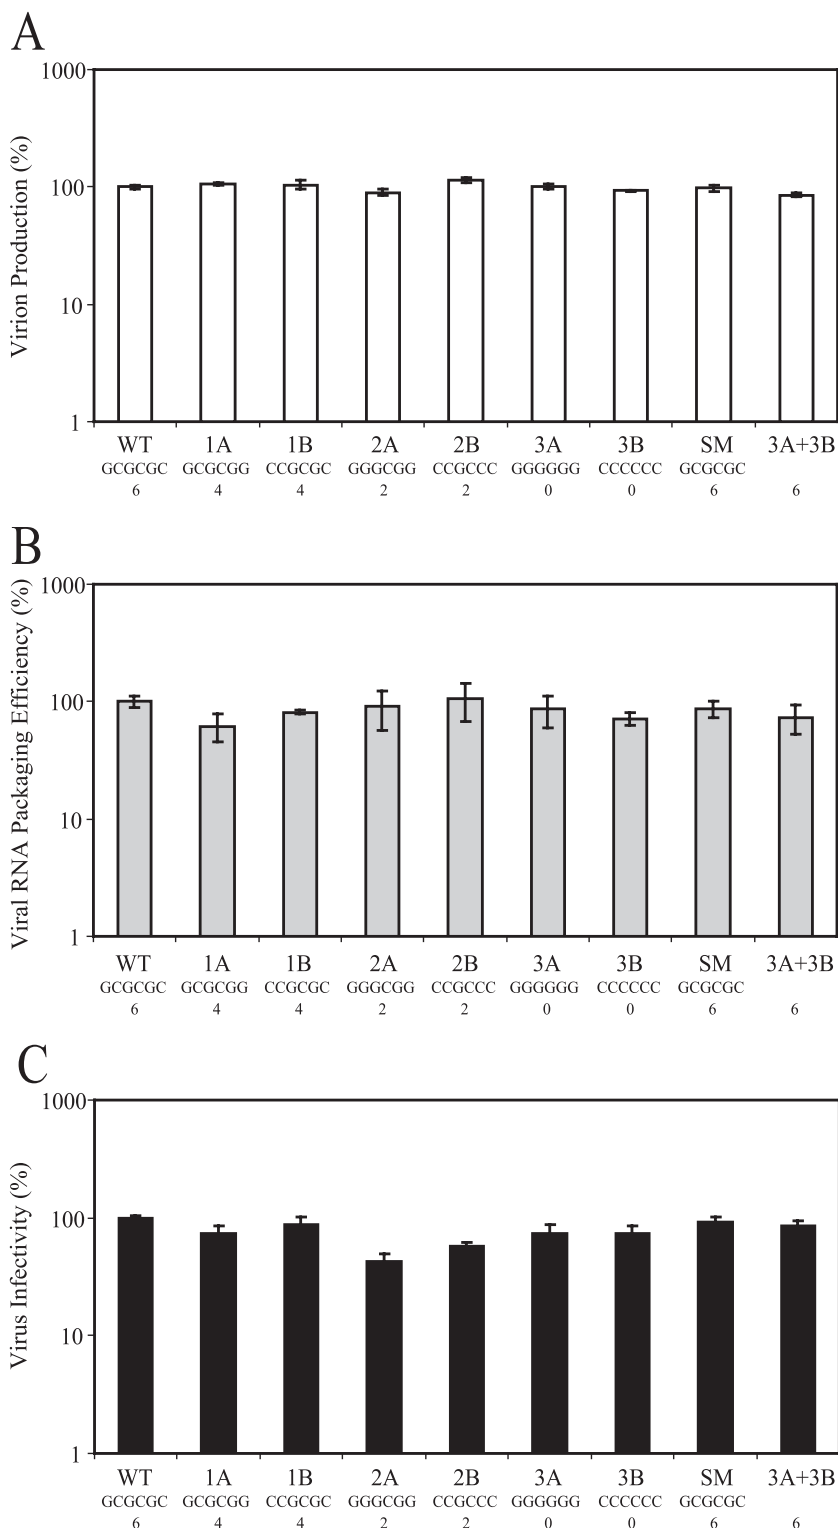 A
Virion Production (%)
1000
100
10
1
WT 1A 1B 2A 2B 3A 3B SM 3A+3B
GCGCGC GCGCGG CCGCGC GGGCGG CCGCCC GGGGGG CCCCCC GCGCGC
6 4 4 2 2 0 0 6 6
B
Viral RNA Packaging Efficiency (%)
1000
100
10
1
WT 1A 1B 2A 2B 3A 3B SM 3A+3B
GCGCGC GCGCGG CCGCGC GGGCGG CCGCCC GGGGGG CCCCCC GCGCGC
6 4 4 2 2 0 0 6 6
C
Virus Infectivity (%)
1000
100
10
1
WT 1A 1B 2A 2B 3A 3B SM 3A+3B
GCGCGC GCGCGG CCGCGC GGGCGG CCGCCC GGGGGG CCCCCC GCGCGC
6 4 4 2 2 0 0 6 6